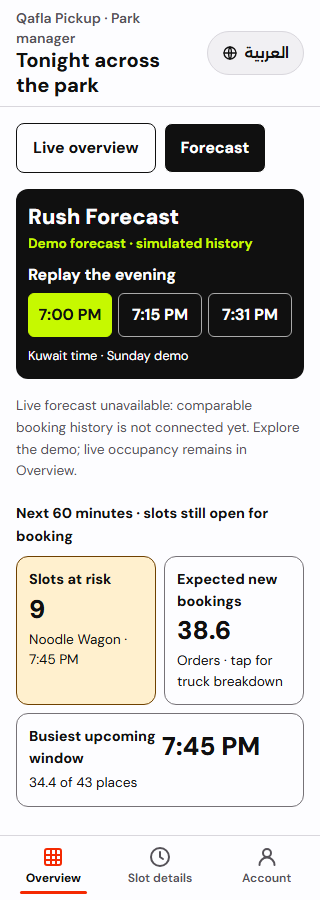 Qafla Pickup · Park
manager
Tonight across
the park
العربية
Live overview
Forecast
Rush Forecast
Demo forecast · simulated history
Replay the evening
7:00 PM
7:15 PM
7:31 PM
Kuwait time · Sunday demo
Live forecast unavailable: comparable
booking history is not connected yet. Explore
the demo; live occupancy remains in
Overview.
Next 60 minutes · slots still open for
booking
Slots at risk
9
Noodle Wagon ·
7:45 PM
Expected new
bookings
38.6
Orders · tap for
truck breakdown
Busiest upcoming
window
7:45 PM
34.4 of 43 places
Overview
Slot details
Account